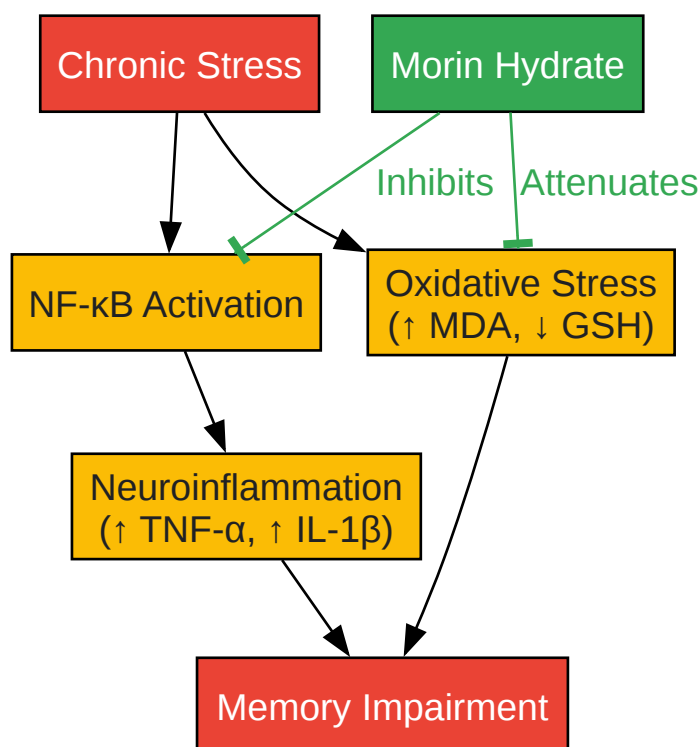 Chronic Stress
Morin Hydrate
Inhibits
Attenuates
NF-κB Activation
Oxidative Stress
(↑ MDA, ↓ GSH)
Neuroinflammation
(↑ TNF-α, ↑ IL-1β)
Memory Impairment